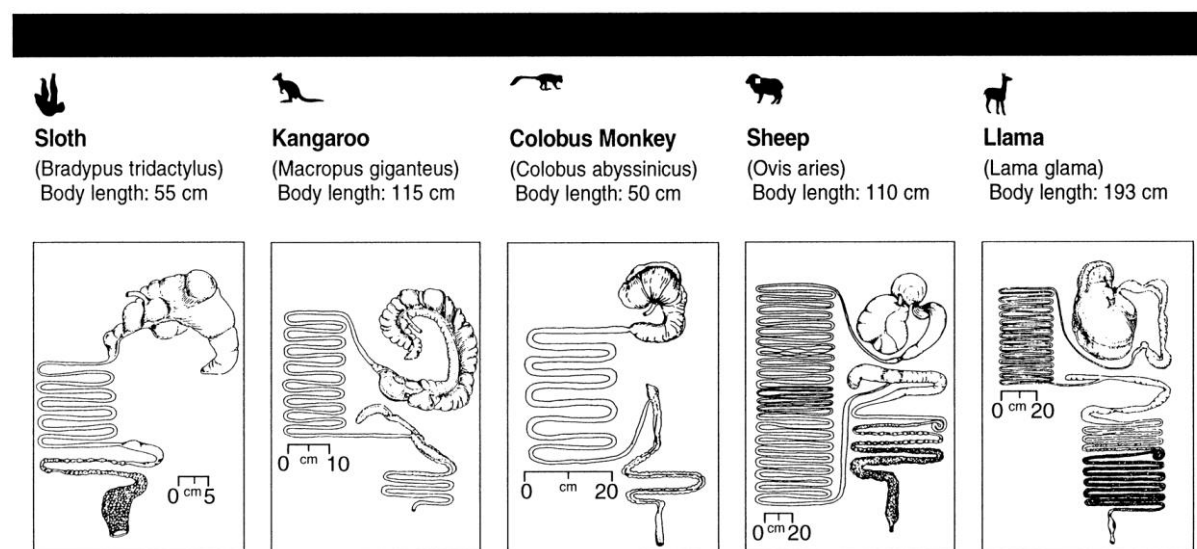 Sloth
(Bradypus tridactylus)
Body length: 55 cm
Kangaroo
(Macropus giganteus)
Body length: 115 cm
Colobus Monkey
(Colobus abyssinicus)
Body length: 50 cm
Sheep
(Ovis aries)
Body length: 110 cm
Llama
(Lama glama)
Body length: 193 cm
0 cm 5
0 cm 10
0 cm 20
0 cm 20
0 cm 20